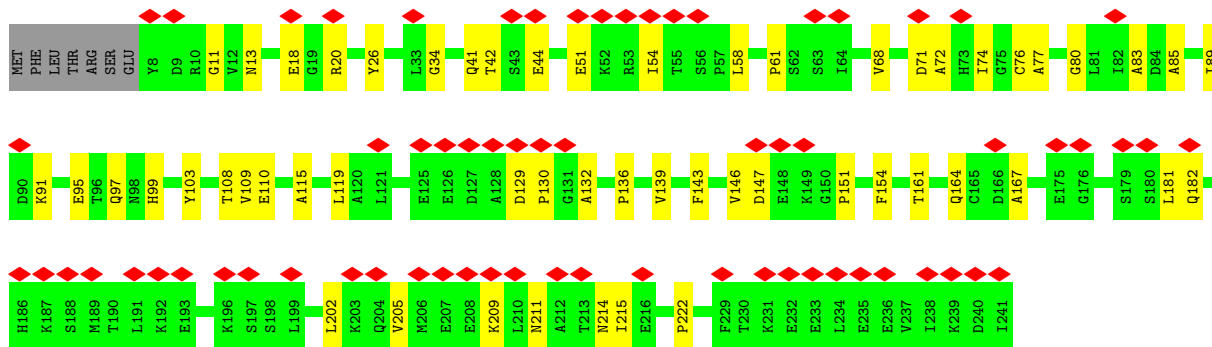 MET PHE LEU THR ARG SER GLU Y8 D9 R10 G11 V12 N13 E18 G19 R20 Y26 L33 G34 Q41 T42 S43 E44 E51 K52 R53 I54 T55 S56 P57 L58 P61 S62 S63 I64 V68 D71 A72 H73 I74 G75 C76 A77 G80 L81 I82 A83 D84 A85 I89
D90 K91 E95 T96 Q97 N98 H99 Y103 T108 V109 E110 A115 L119 A120 L121 E125 E126 D127 A128 D129 P130 G131 A132 P136 V139 F143 V146 D147 E148 K149 G150 P151 F154 T161 Q164 C165 D166 A167 E175 G176 S179 S180 L181 Q182
H186 K187 S188 M189 T190 L191 K192 E193 K196 S197 S198 L199 L202 K203 Q204 V205 M206 E207 E208 K209 L210 N211 A212 T213 N214 I215 E216 P222 F229 T230 K231 E232 E233 L234 E235 E236 V237 I238 K239 D240 I241